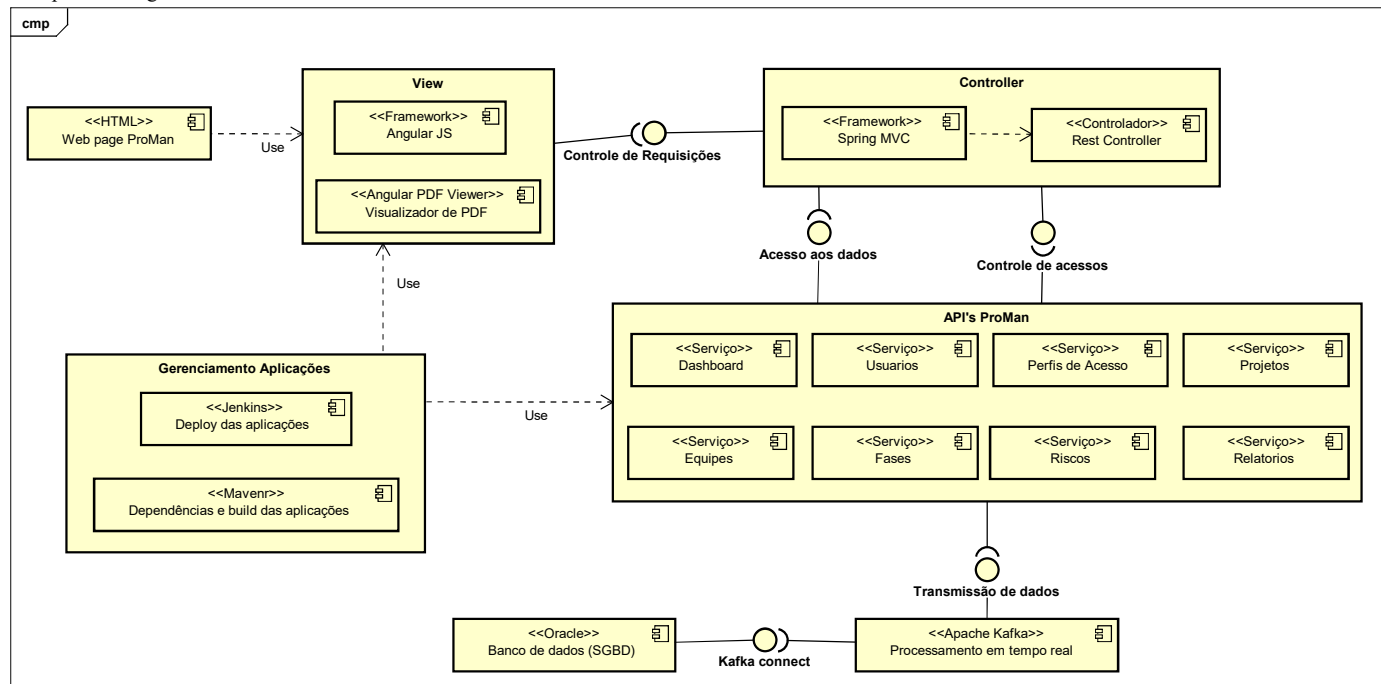 cmp
View
<<HTML>>
Web page ProMan
Use
<<Framework>>
Angular JS
<<Angular PDF Viewer>>
Visualizador de PDF
Controle de Requisições
Controller
<<Framework>>
Spring MVC
<<Controlador>>
Rest Controller
Acesso aos dados
Controle de acessos
Use
API's ProMan
<<Serviço>>
Dashboard
<<Serviço>>
Usuarios
<<Serviço>>
Perfis de Acesso
<<Serviço>>
Projetos
<<Serviço>>
Equipes
<<Serviço>>
Fases
<<Serviço>>
Riscos
<<Serviço>>
Relatorios
Gerenciamento Aplicações
<<Jenkins>>
Deploy das aplicações
<<Mavenr>>
Dependências e build das aplicações
Use
Transmissão de dados
<<Oracle>>
Banco de dados (SGBD)
Kafka connect
<<Apache Kafka>>
Processamento em tempo real